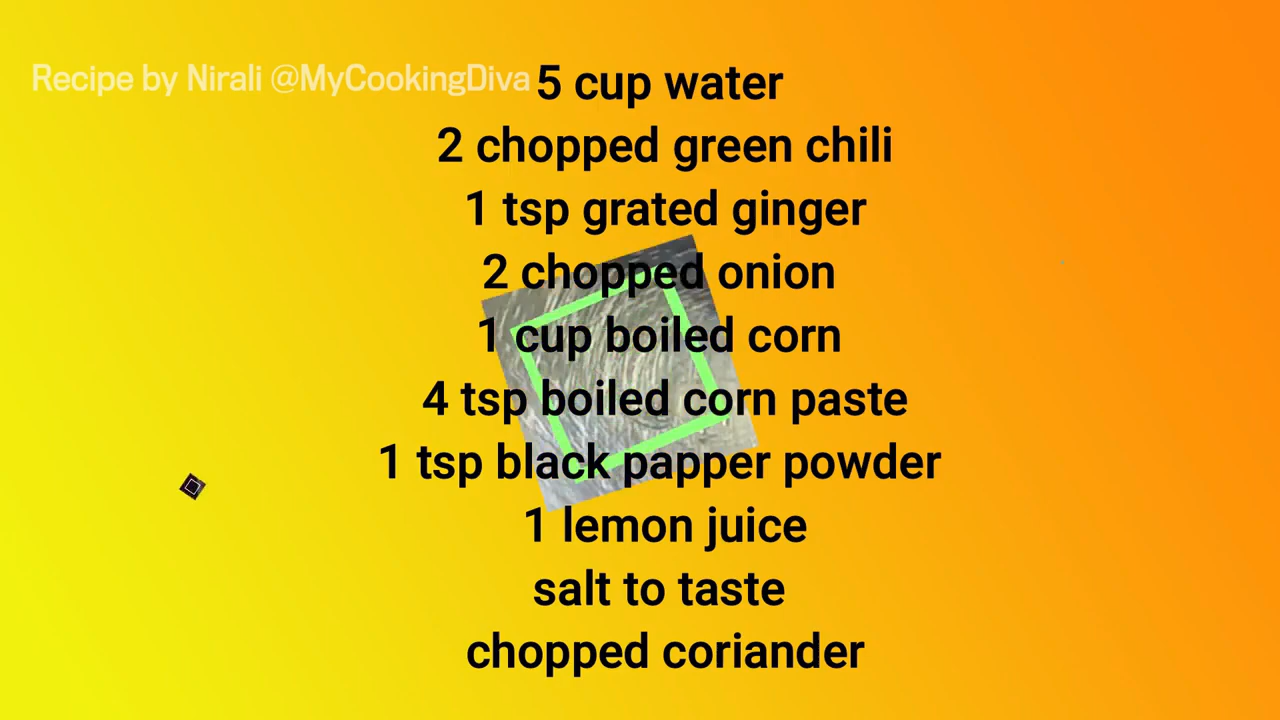 Recipe by Nirali @MyCookingDiva
5 cup water
2 chopped green chili
1 tsp grated ginger
2 chopped onion
1 cup boiled corn
4 tsp boiled corn paste
1 tsp black papper powder
1 lemon juice
salt to taste
chopped coriander